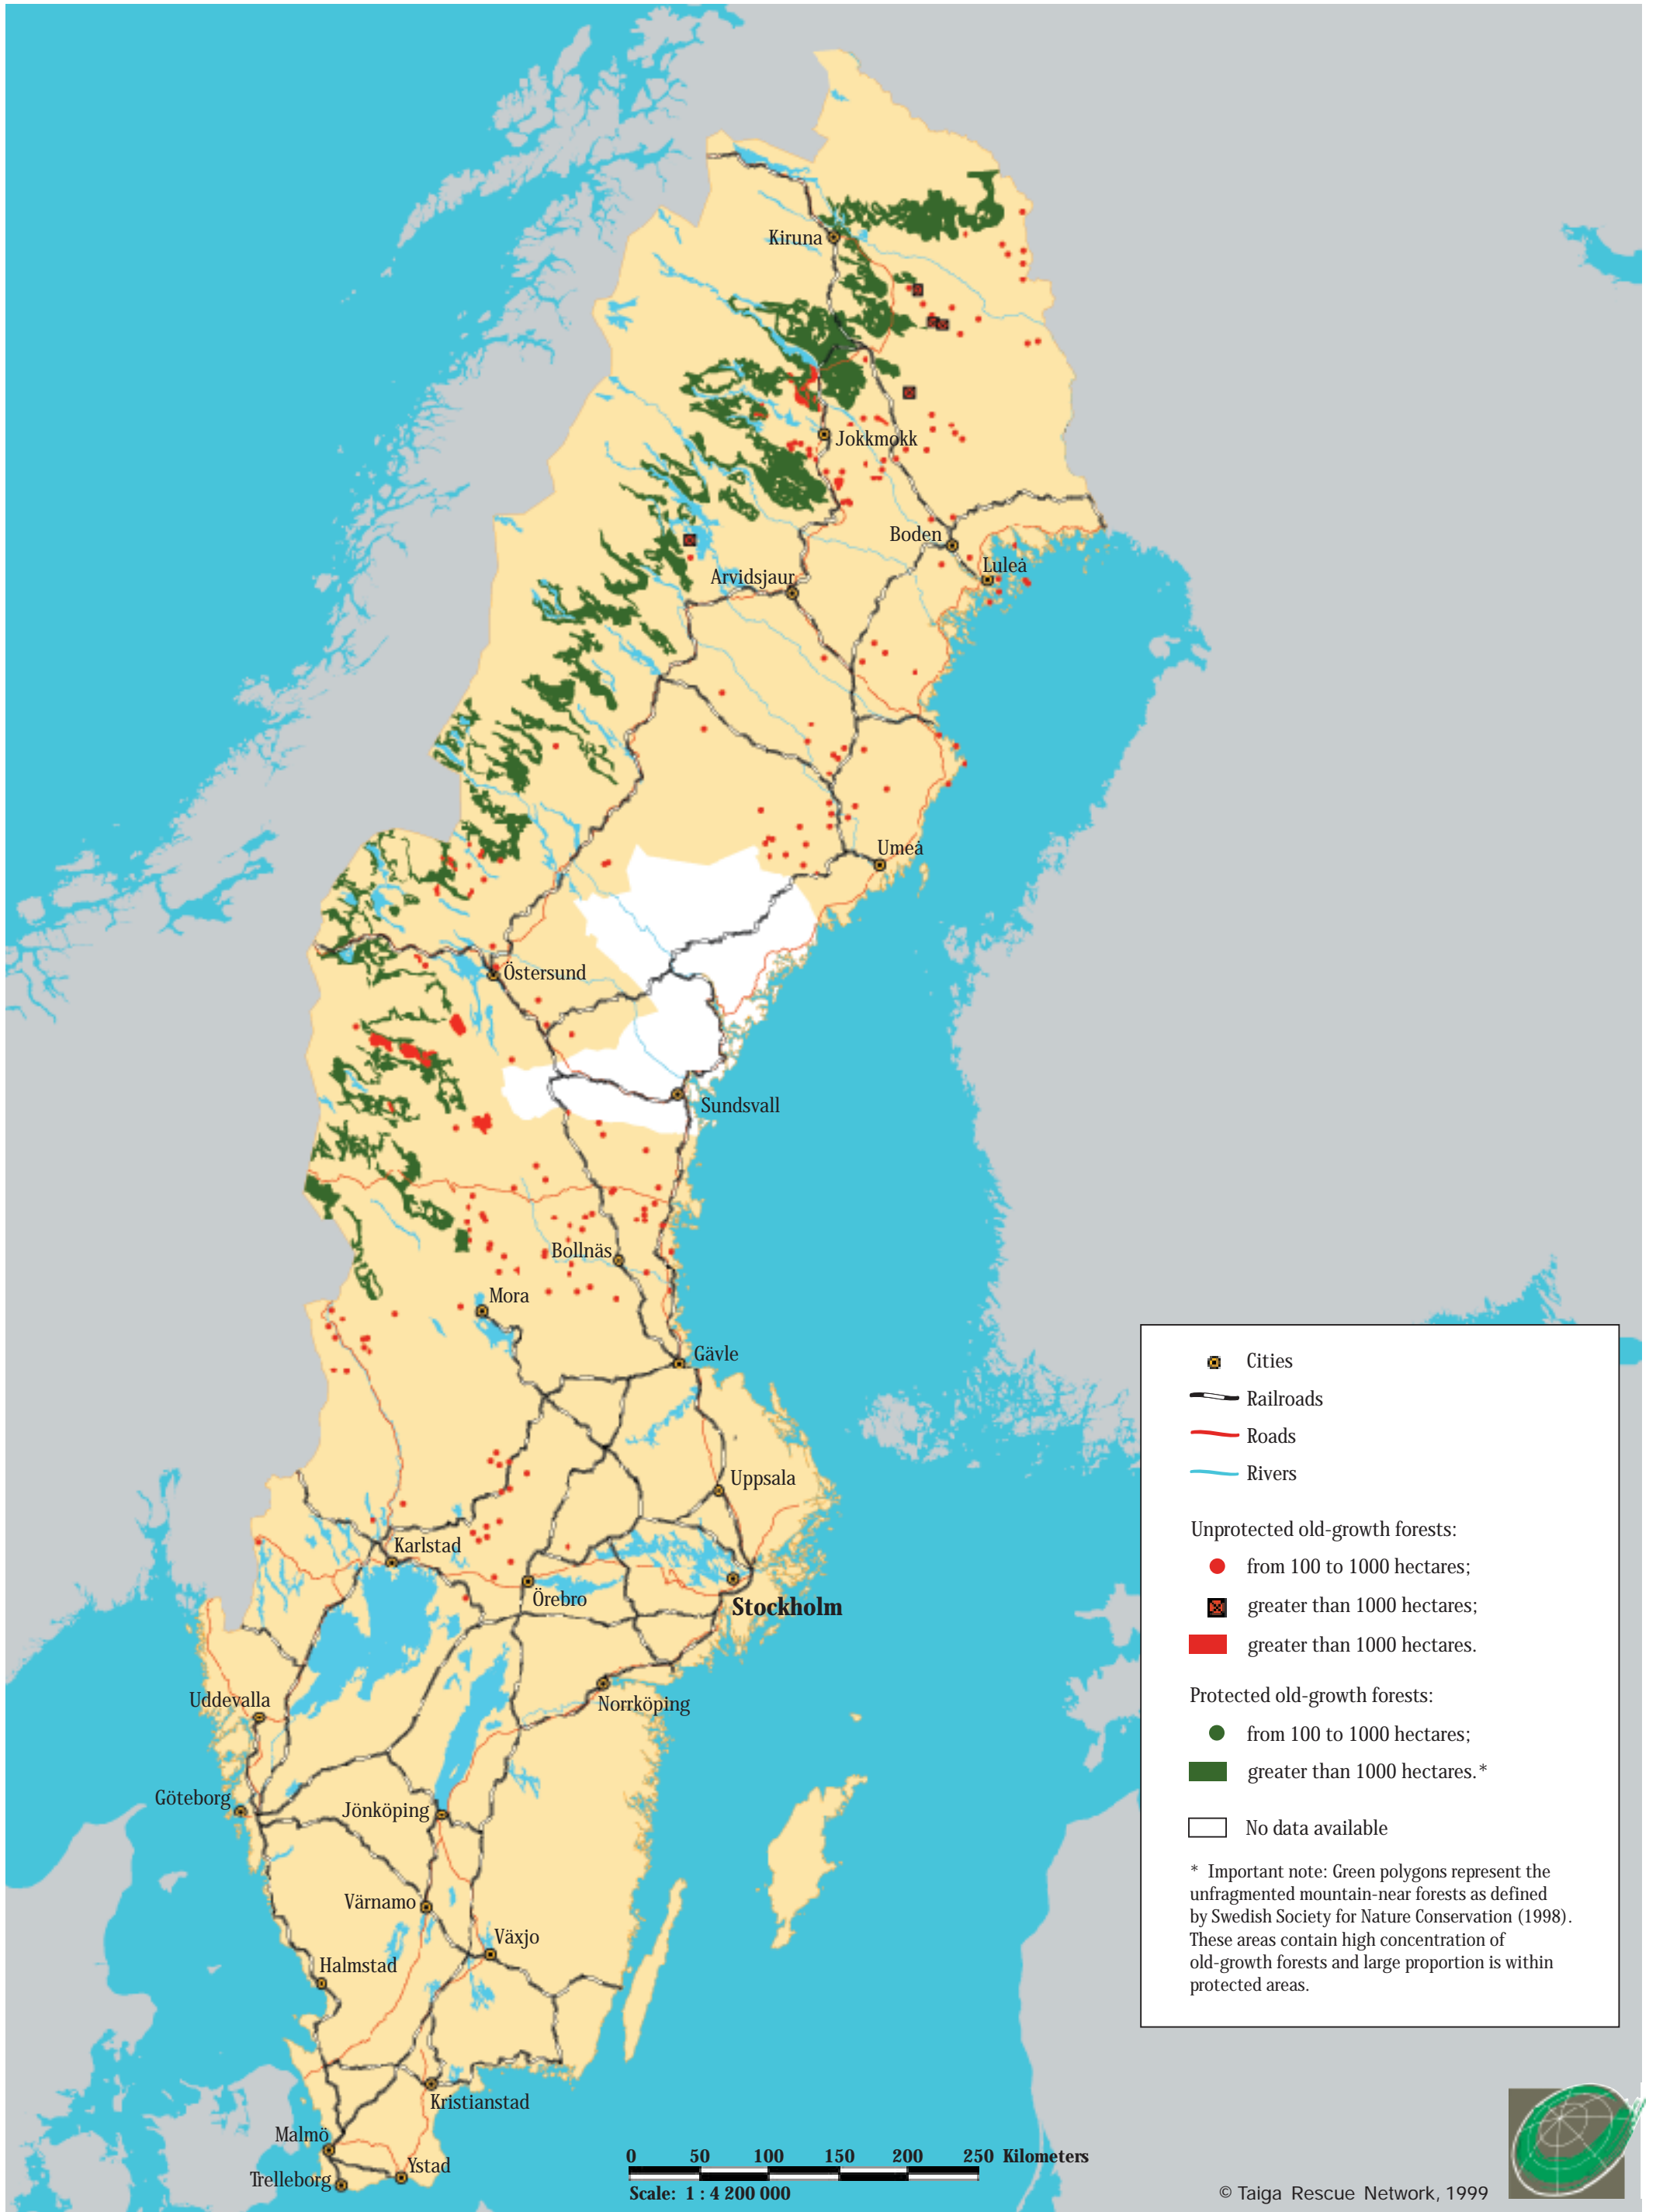 Kiruna
Jokkmokk
Boden
Luleå
Arvidsjaur
Umeå
Östersund
Sundsvall
Bollnäs
Mora
Gävle
Uppsala
Karlstad
Örebro
Stockholm
Uddevalla
Norrköping
Göteborg
Jönköping
Värnamo
Växjo
Halmstad
Kristianstad
Malmö
Ystad
Trelleborg
Cities
Railroads
Roads
Rivers
Unprotected old-growth forests:
from 100 to 1000 hectares;
greater than 1000 hectares;
greater than 1000 hectares.
Protected old-growth forests:
from 100 to 1000 hectares;
greater than 1000 hectares.*
No data available
* Important note: Green polygons represent the
unfragmented mountain-near forests as defined
by Swedish Society for Nature Conservation (1998).
These areas contain high concentration of
old-growth forests and large proportion is within
protected areas.
0 50 100 150 200 250 Kilometers
Scale: 1 : 4 200 000
© Taiga Rescue Network, 1999